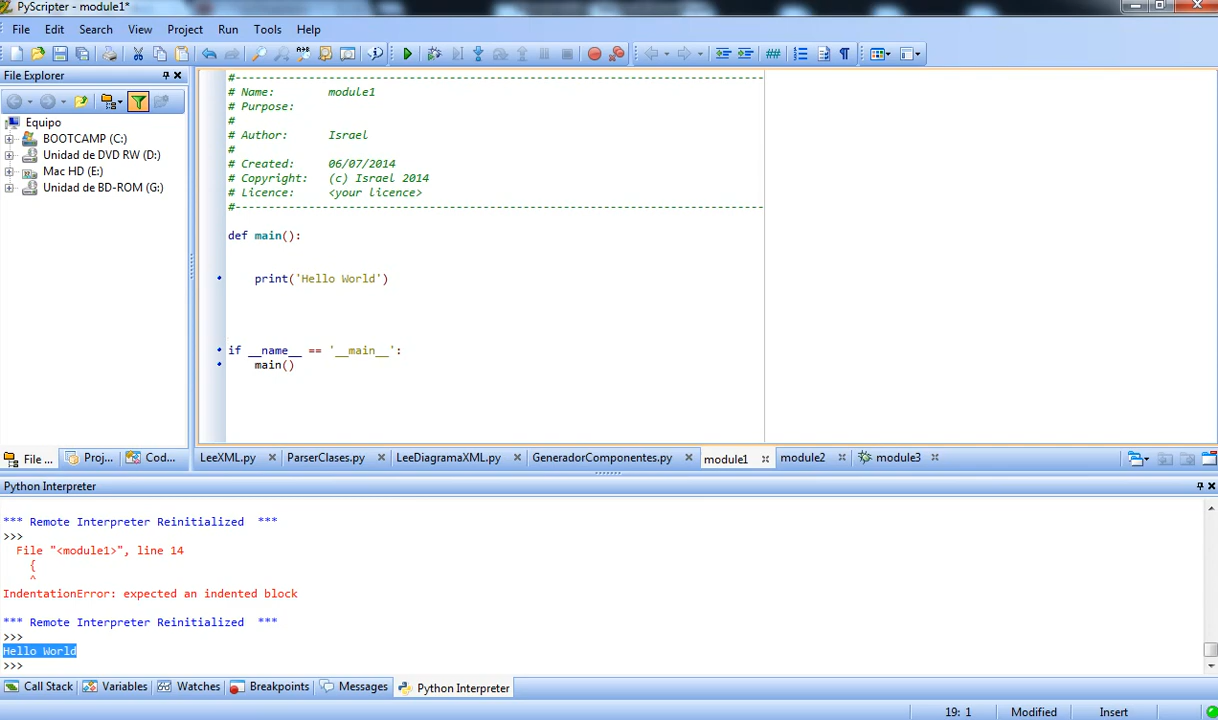 PyScripter - module1*
File Edit Search View Project Run Tools Help
File Explorer
Equipo
BOOTCAMP (C:)
Unidad de DVD RW (D:)
Mac HD (E:)
Unidad de BD-ROM (G:)
File ... Proj... Cod...
#-------------------------------------------------------------------------------
# Name: module1
# Purpose:
#
# Author: Israel
#
# Created: 06/07/2014
# Copyright: (c) Israel 2014
# Licence: <your licence>
#-------------------------------------------------------------------------------
def main():
print('Hello World')
if __name__ == '__main__':
main()
LeeXML.py ParserClases.py LeeDiagramaXML.py GeneradorComponentes.py module1 module2 module3
Python Interpreter
*** Remote Interpreter Reinitialized ***
>>>
File "<module1>", line 14
{
^
IndentationError: expected an indented block
*** Remote Interpreter Reinitialized ***
>>>
Hello World
>>>
Call Stack Variables Watches Breakpoints Messages Python Interpreter
19: 1 Modified Insert